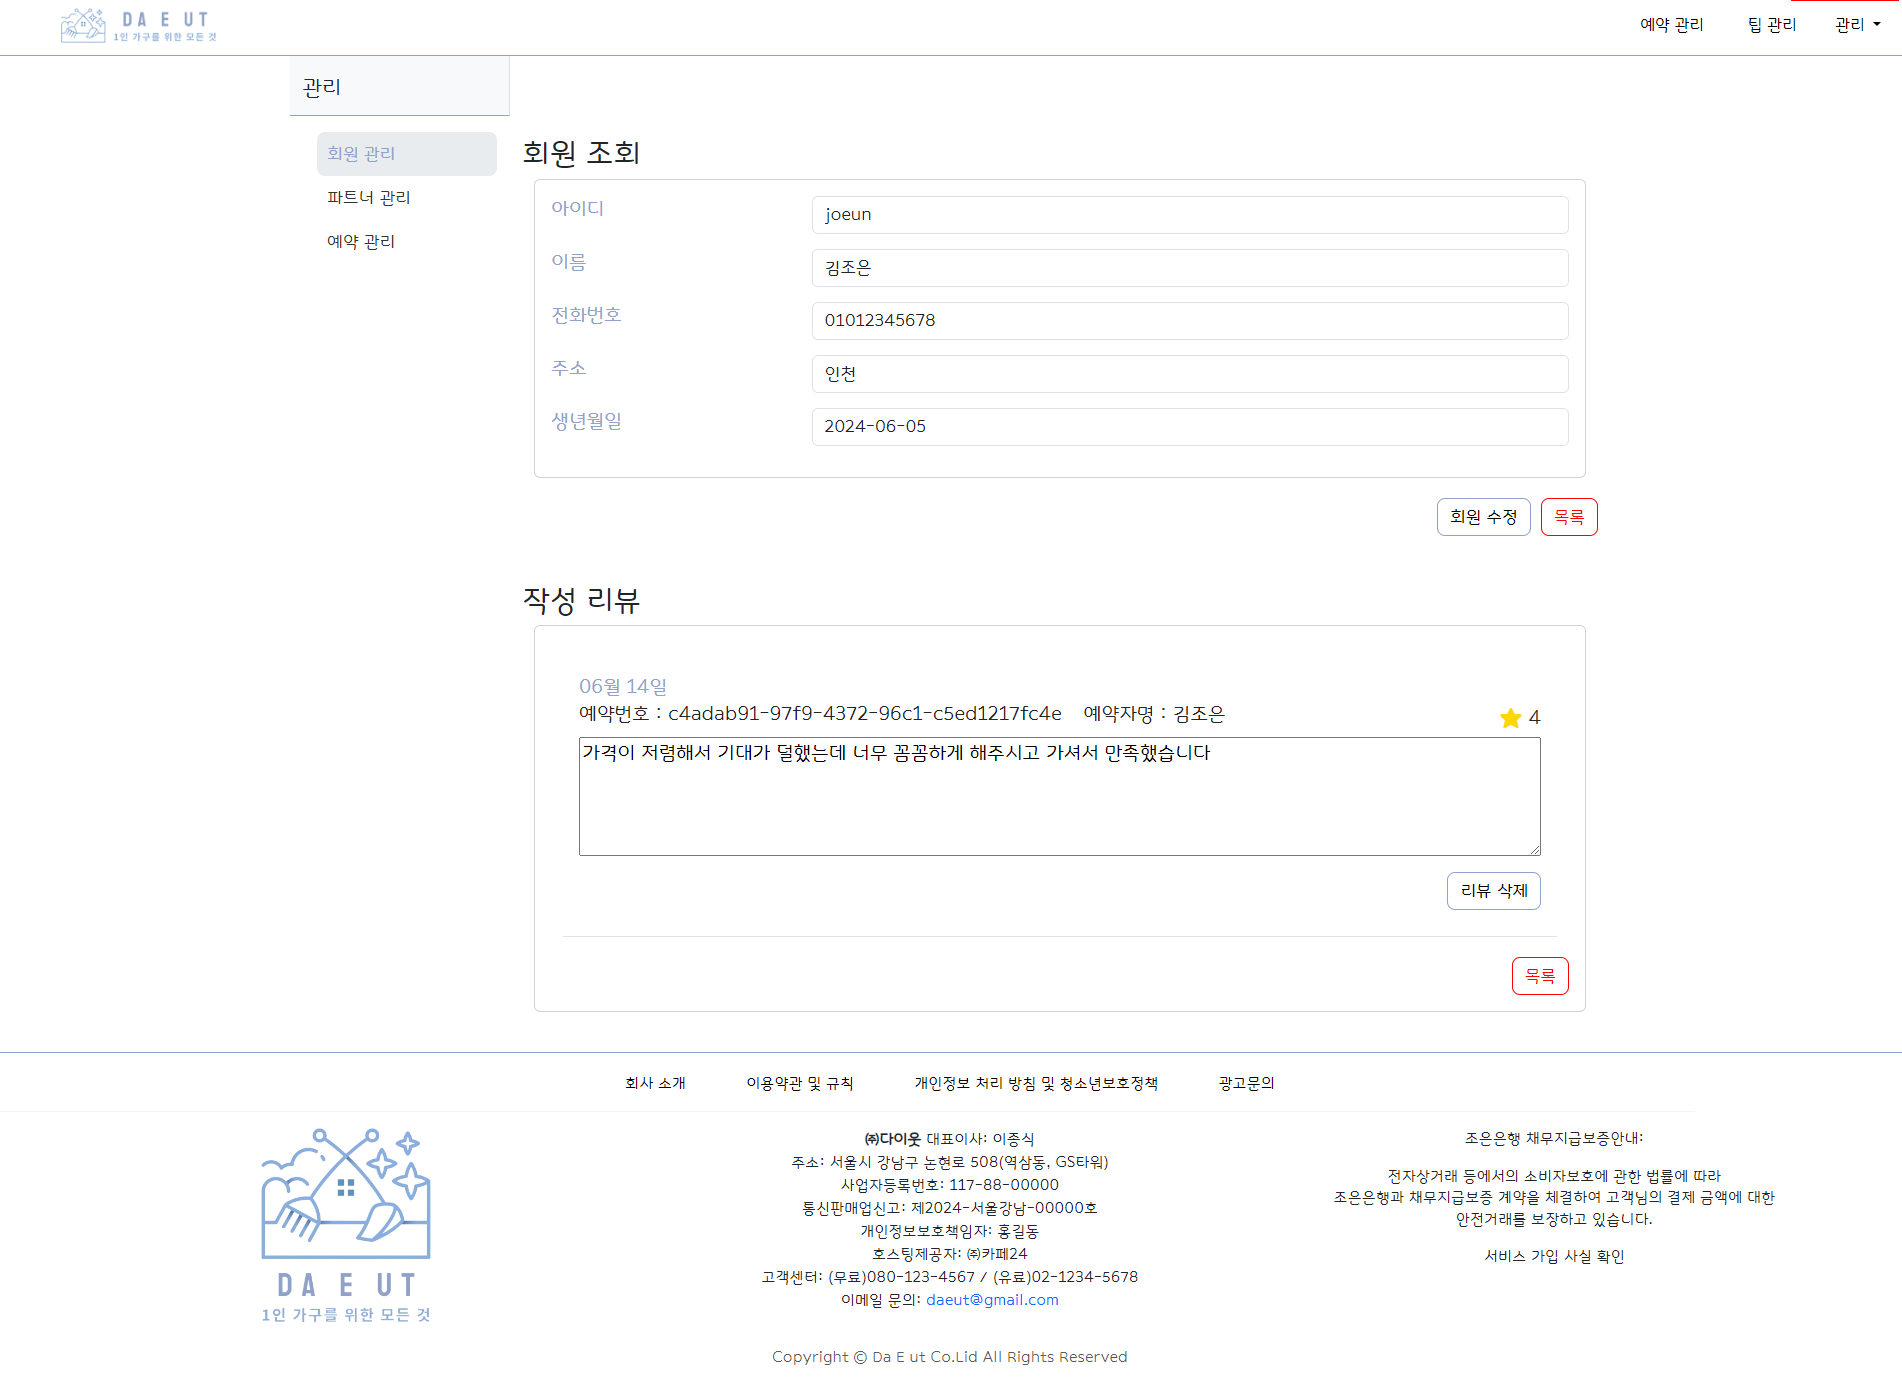 DA E UT
1인 가구를 위한 모든 것
예약 관리
팁 관리
관리
관리
회원 관리
파트너 관리
예약 관리
회원 조회
아이디
joeun
이름
김조은
전화번호
01012345678
주소
인천
생년월일
2024-06-05
회원 수정
목록
작성 리뷰
06월 14일
예약번호 : c4adab91-97f9-4372-96c1-c5ed1217fc4e 예약자명 : 김조은
4
가격이 저렴해서 기대가 덜했는데 너무 꼼꼼하게 해주시고 가셔서 만족했습니다
리뷰 삭제
목록
회사 소개
이용약관 및 규칙
개인정보 처리 방침 및 청소년보호정책
광고문의
DA E UT
1인 가구를 위한 모든 것
㈜다이웃 대표이사: 이종식
주소: 서울시 강남구 논현로 508(역삼동, GS타워)
사업자등록번호: 117-88-00000
통신판매업신고: 제2024-서울강남-00000호
개인정보보호책임자: 홍길동
호스팅제공자: ㈜카페24
고객센터: (무료)080-123-4567 / (유료)02-1234-5678
이메일 문의: daeut@gmail.com
조은은행 채무지급보증안내:
전자상거래 등에서의 소비자보호에 관한 법률에 따라
조은은행과 채무지급보증 계약을 체결하여 고객님의 결제 금액에 대한
안전거래를 보장하고 있습니다.
서비스 가입 사실 확인
Copyright © Da E ut Co.Lid All Rights Reserved